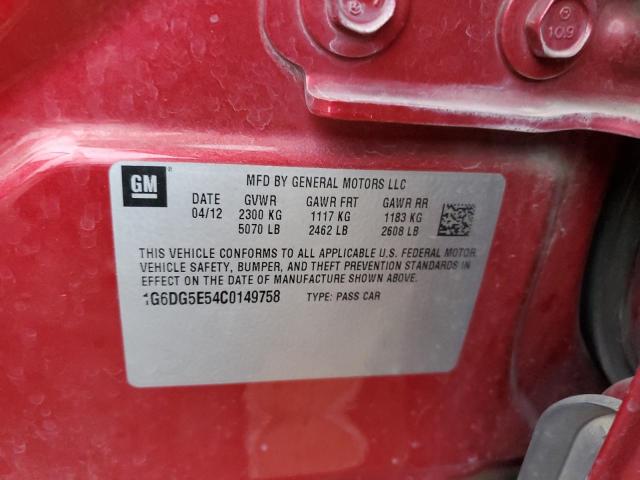 10.9
GM
MFD BY GENERAL MOTORS LLC
DATE GVWR GAWR FRT GAWR RR
04/12 2300 KG 1117 KG 1183 KG
5070 LB 2462 LB 2608 LB
THIS VEHICLE CONFORMS TO ALL APPLICABLE U.S. FEDERAL MOTOR
VEHICLE SAFETY, BUMPER, AND THEFT PREVENTION STANDARDS IN
EFFECT ON THE DATE OF MANUFACTURE SHOWN ABOVE.
1G6DG5E54C0149758 TYPE: PASS CAR